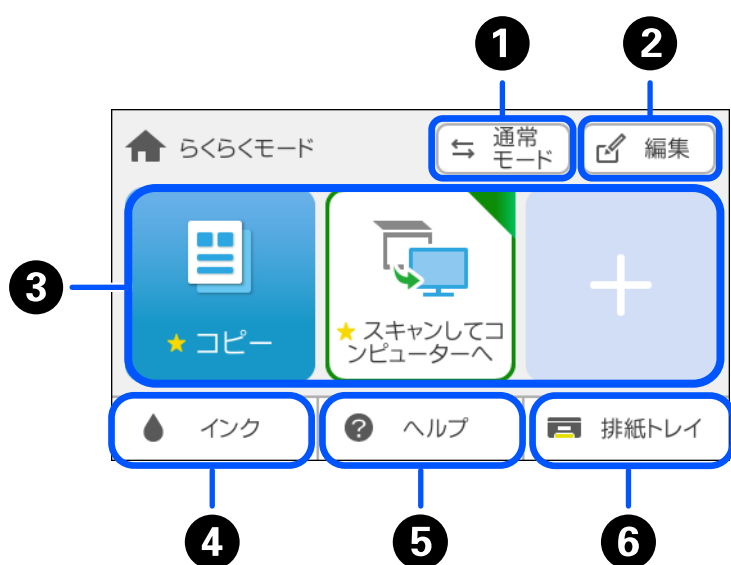 1
2
らくらくモード
通常
モード
編集
3
コピー
スキャンしてコ
ンピューターへ
インク
? ヘルプ
排紙トレイ
4
5
6